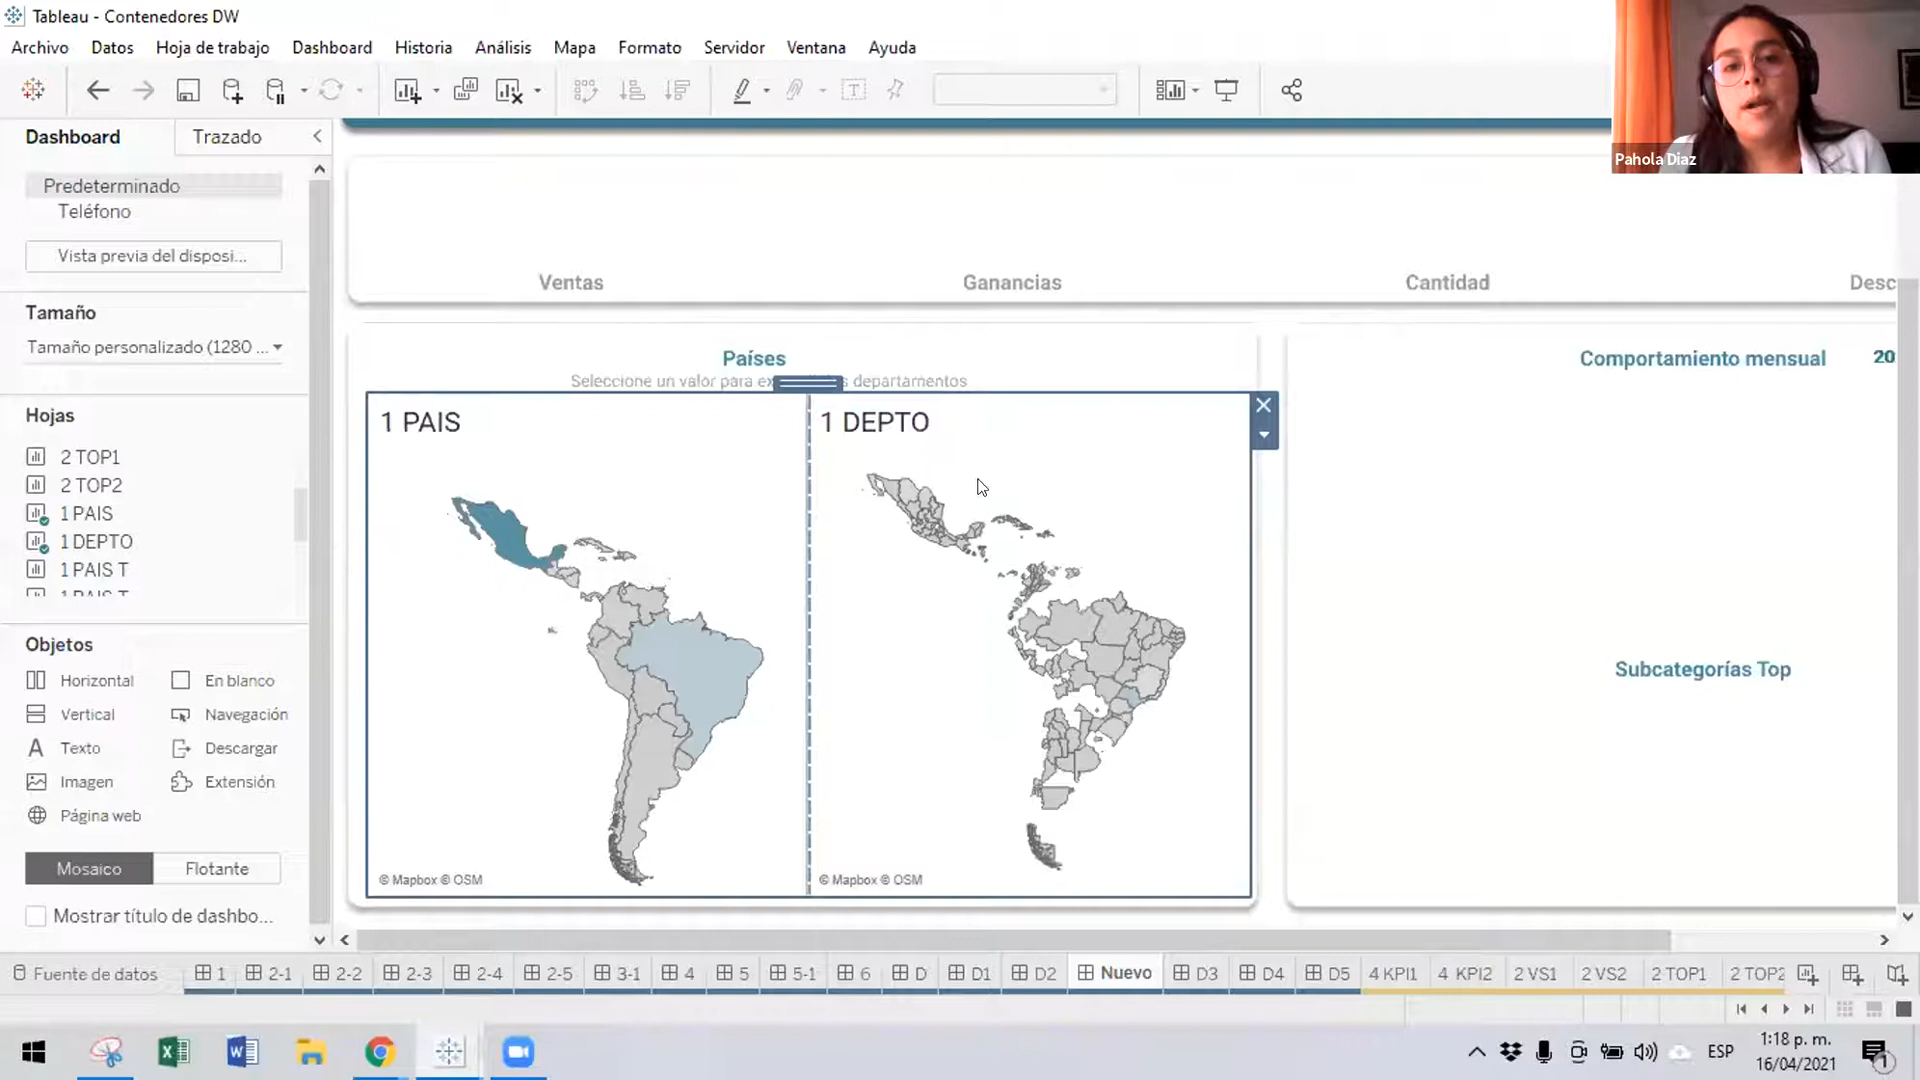 Tableau - Contenedores DW
Archivo Datos Hoja de trabajo Dashboard Historia Análisis Mapa Formato Servidor Ventana Ayuda
Pahola Diaz
Dashboard Trazado
Predeterminado
Teléfono
Vista previa del disposi...
Tamaño
Tamaño personalizado (1280 ...
Hojas
2 TOP1
2 TOP2
1 PAIS
1 DEPTO
1 PAIS T
Objetos
Horizontal En blanco
Vertical Navegación
Texto Descargar
Imagen Extensión
Página web
Mosaico Flotante
Mostrar título de dashbo...
Ventas Ganancias Cantidad Desc
Países
Seleccione un valor para ex departamentos
1 PAIS
1 DEPTO
© Mapbox © OSM
© Mapbox © OSM
Comportamiento mensual 20
Subcategorías Top
Fuente de datos 1 2-1 2-2 2-3 2-4 2-5 3-1 4 5 5-1 6 D D1 D2 Nuevo D3 D4 D5 4 KPI1 4 KPI2 2 VS1 2 VS2 2 TOP1 2 TOP2
ESP
1:18 p. m.
16/04/2021
1